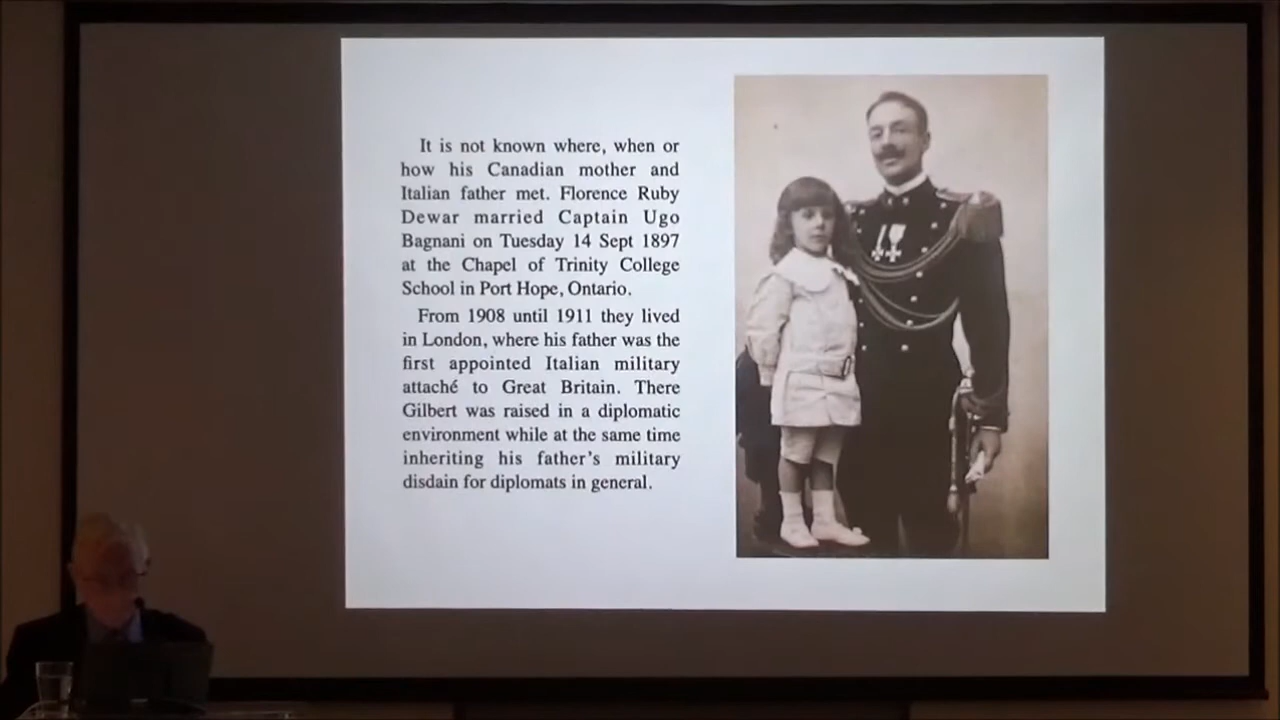 It is not known where, when or
how his Canadian mother and
Italian father met. Florence Ruby
Dewar married Captain Ugo
Bagnani on Tuesday 14 Sept 1897
at the Chapel of Trinity College
School in Port Hope, Ontario.
From 1908 until 1911 they lived
in London, where his father was the
first appointed Italian military
attaché to Great Britain. There
Gilbert was raised in a diplomatic
environment while at the same time
inheriting his father's military
disdain for diplomats in general.